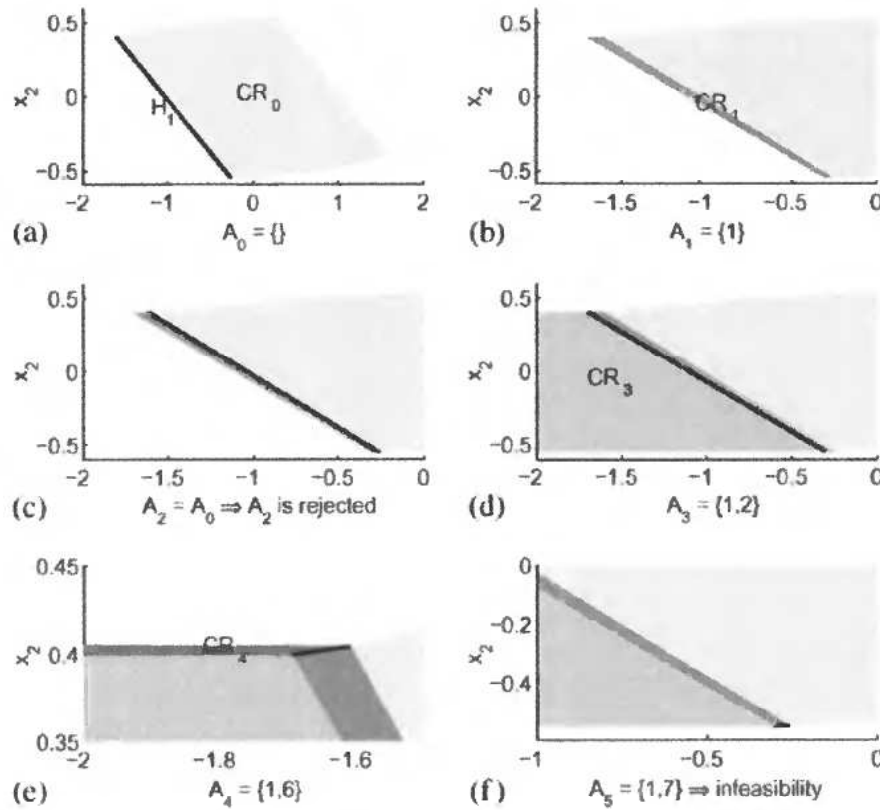 0.5
0
−0.5
x₂
H₁
CR₀
−2 −1 0 1 2
(a) A₀ = {}
0.5
0
−0.5
x₂
CR₁
−2 −1.5 −1 −0.5 0
(b) A₁ = {1}
0.5
0
−0.5
x₂
−2 −1.5 −1 −0.5 0
(c) A₂ = A₀ ⇒ A₂ is rejected
0.5
0
−0.5
x₂
CR₃
−2 −1.5 −1 −0.5 0
(d) A₃ = {1,2}
0.45
0.4
0.35
x₂
CR₄
−2 −1.8 −1.6
(e) A₄ = {1,6}
0
−0.2
−0.4
x₂
−1 −0.5 0
(f) A₅ = {1,7} ⇒ infeasibility